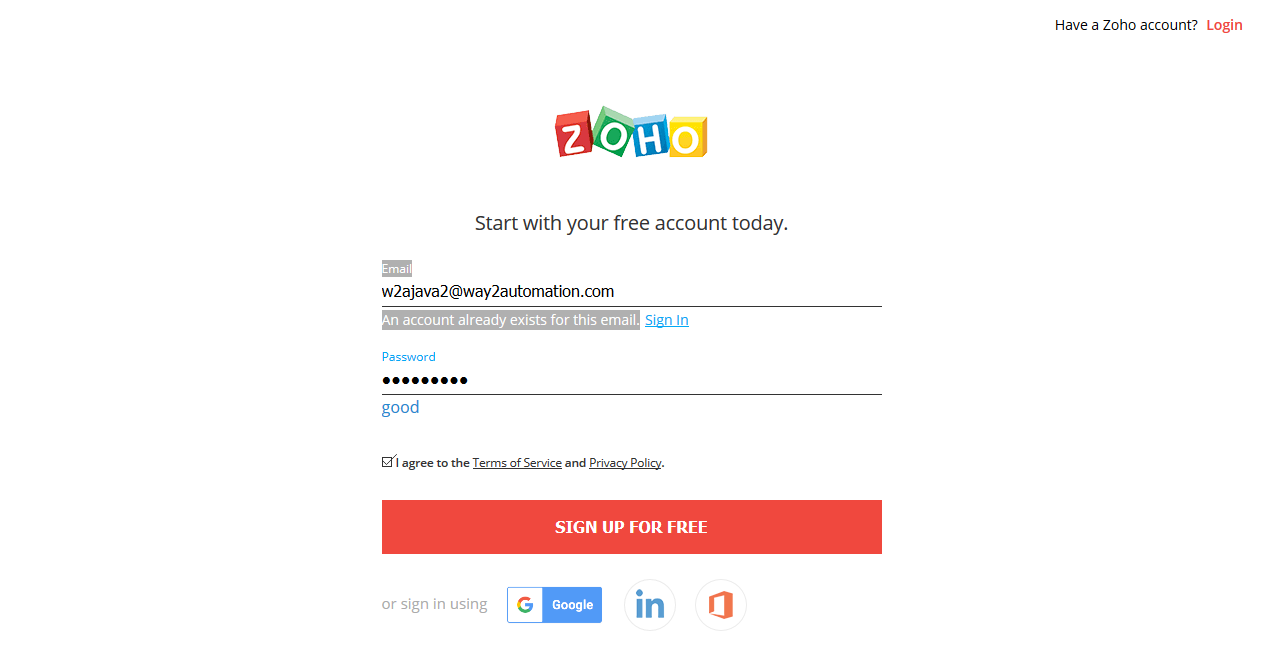 Have a Zoho account? Login
ZOHO
Start with your free account today.
Email
w2ajava2@way2automation.com
An account already exists for this email. Sign In
Password
●●●●●●●●●
good
I agree to the Terms of Service and Privacy Policy.
SIGN UP FOR FREE
or sign in using G Google in